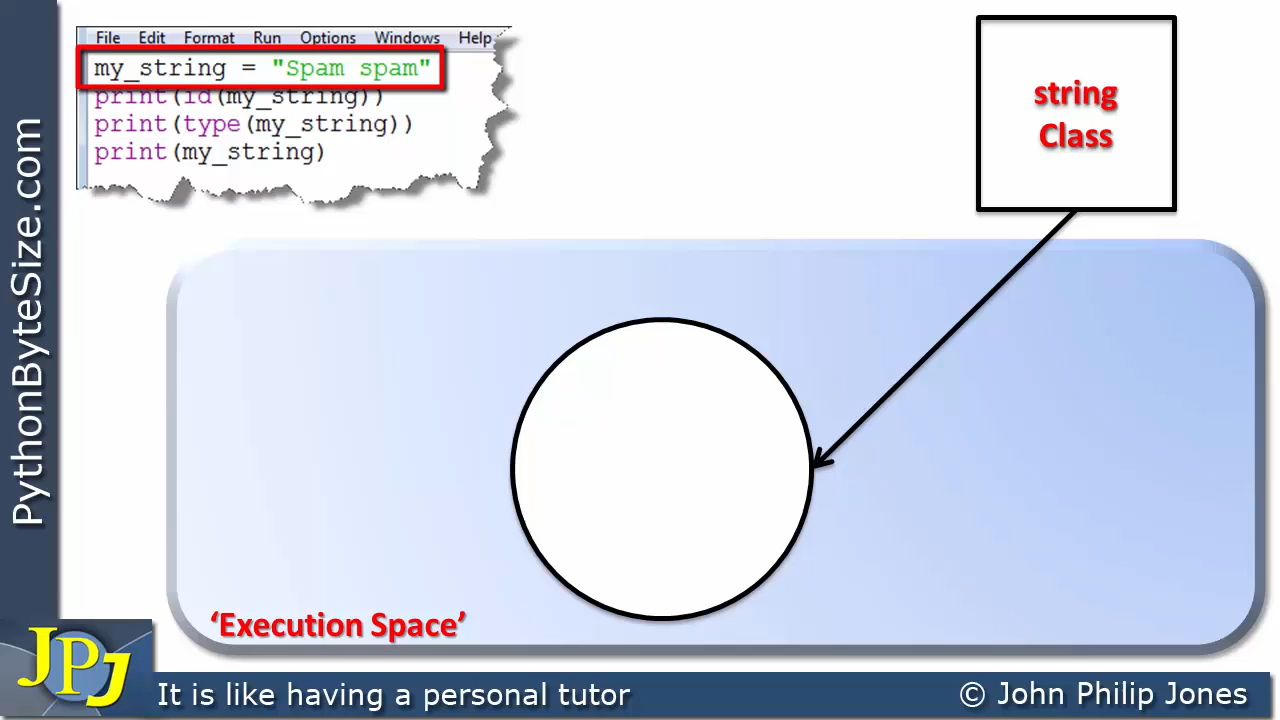 File Edit Format Run Options Windows Help
my_string = "Spam spam"
print(id(my_string))
print(type(my_string))
print(my_string)
string
Class
PythonByteSize.com
‘Execution Space’
JPJ
It is like having a personal tutor
© John Philip Jones